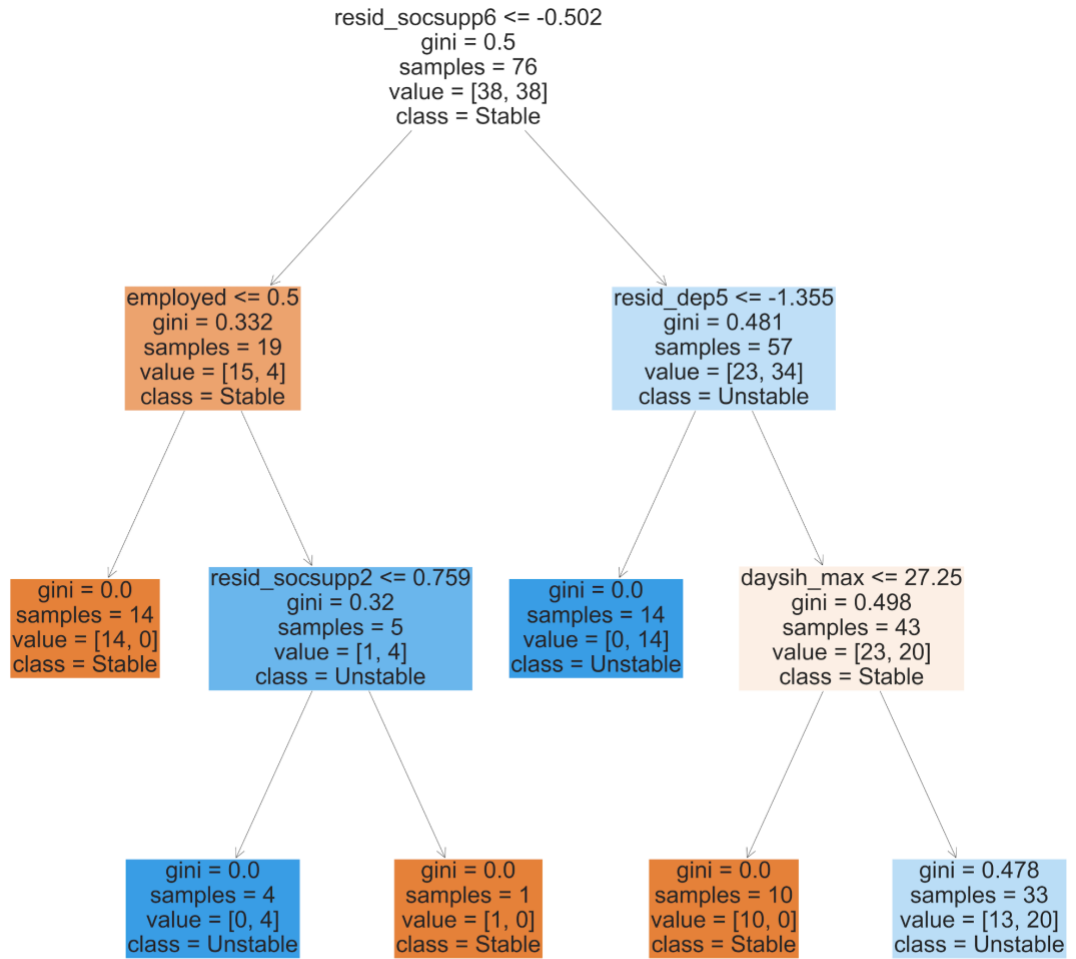 resid_socsupp6 <= -0.502
gini = 0.5
samples = 76
value = [38, 38]
class = Stable
employed <= 0.5
gini = 0.332
samples = 19
value = [15, 4]
class = Stable
resid_dep5 <= -1.355
gini = 0.481
samples = 57
value = [23, 34]
class = Unstable
gini = 0.0
samples = 14
value = [14, 0]
class = Stable
resid_socsupp2 <= 0.759
gini = 0.32
samples = 5
value = [1, 4]
class = Unstable
gini = 0.0
samples = 14
value = [0, 14]
class = Unstable
daysih_max <= 27.25
gini = 0.498
samples = 43
value = [23, 20]
class = Stable
gini = 0.0
samples = 4
value = [0, 4]
class = Unstable
gini = 0.0
samples = 1
value = [1, 0]
class = Stable
gini = 0.0
samples = 10
value = [10, 0]
class = Stable
gini = 0.478
samples = 33
value = [13, 20]
class = Unstable